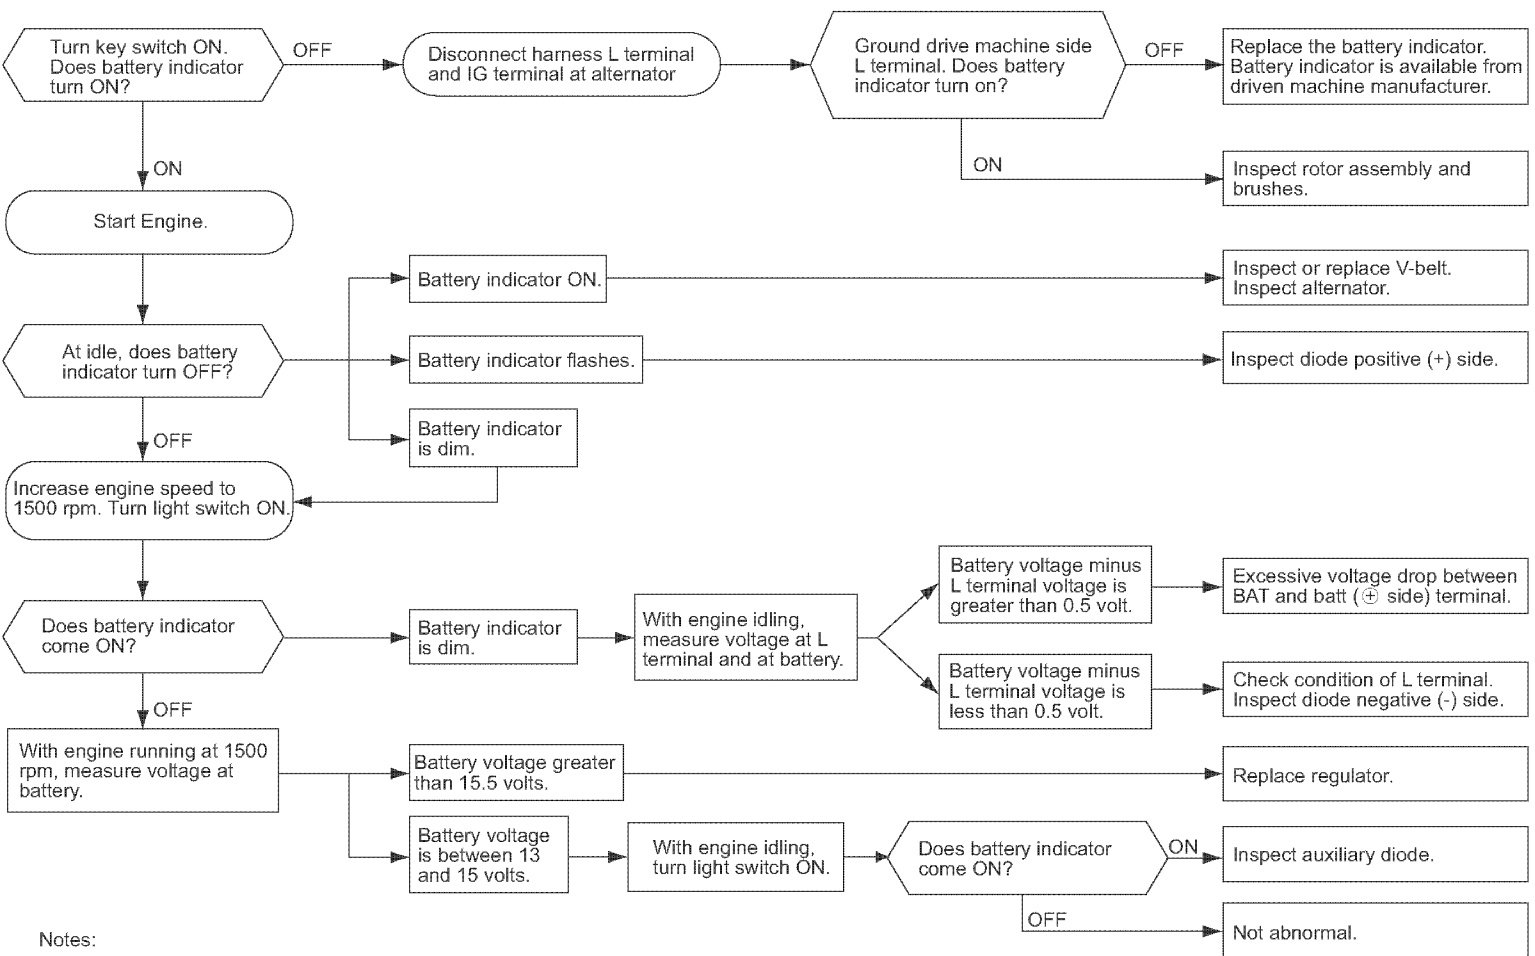 Turn key switch ON.
Does battery indicator
turn ON?
OFF
Disconnect harness L terminal
and IG terminal at alternator
Ground drive machine side
L terminal. Does battery
indicator turn on?
OFF
Replace the battery indicator.
Battery indicator is available from
driven machine manufacturer.
ON
Inspect rotor assembly and
brushes.
ON
Start Engine.
At idle, does battery
indicator turn OFF?
Battery indicator ON.
Inspect or replace V-belt.
Inspect alternator.
Battery indicator flashes.
Inspect diode positive (+) side.
Battery indicator
is dim.
OFF
Increase engine speed to
1500 rpm. Turn light switch ON.
Does battery indicator
come ON?
Battery indicator
is dim.
With engine idling,
measure voltage at L
terminal and at battery.
Battery voltage minus
L terminal voltage is
greater than 0.5 volt.
Excessive voltage drop between
BAT and batt (⊕ side) terminal.
Battery voltage minus
L terminal voltage is
less than 0.5 volt.
Check condition of L terminal.
Inspect diode negative (-) side.
OFF
With engine running at 1500
rpm, measure voltage at
battery.
Battery voltage greater
than 15.5 volts.
Replace regulator.
Battery voltage
is between 13
and 15 volts.
With engine idling,
turn light switch ON.
Does battery indicator
come ON?
ON
Inspect auxiliary diode.
OFF
Not abnormal.
Notes: